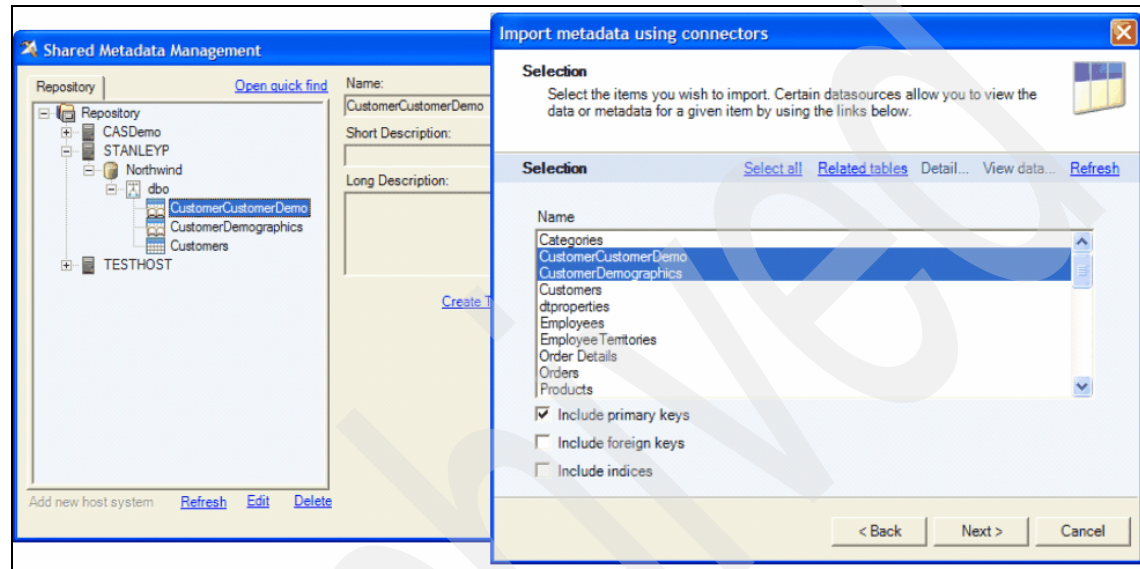 Shared Metadata Management
Repository
Open quick find
Repository
CASDemo
STANLEYP
Northwind
dbo
CustomerCustomerDemo
CustomerDemographics
Customers
TESTHOST
Add new host system Refresh Edit Delete
Name:
CustomerCustomerDemo
Short Description:
Long Description:
Create T
Import metadata using connectors
Selection
Select the items you wish to import. Certain datasources allow you to view the
data or metadata for a given item by using the links below.
Selection Select all Related tables Detail... View data... Refresh
Name
Categories
CustomerCustomerDemo
CustomerDemographics
Customers
dtproperties
Employees
EmployeeTerritories
Order Details
Orders
Products
Include primary keys
Include foreign keys
Include indices
< Back Next > Cancel